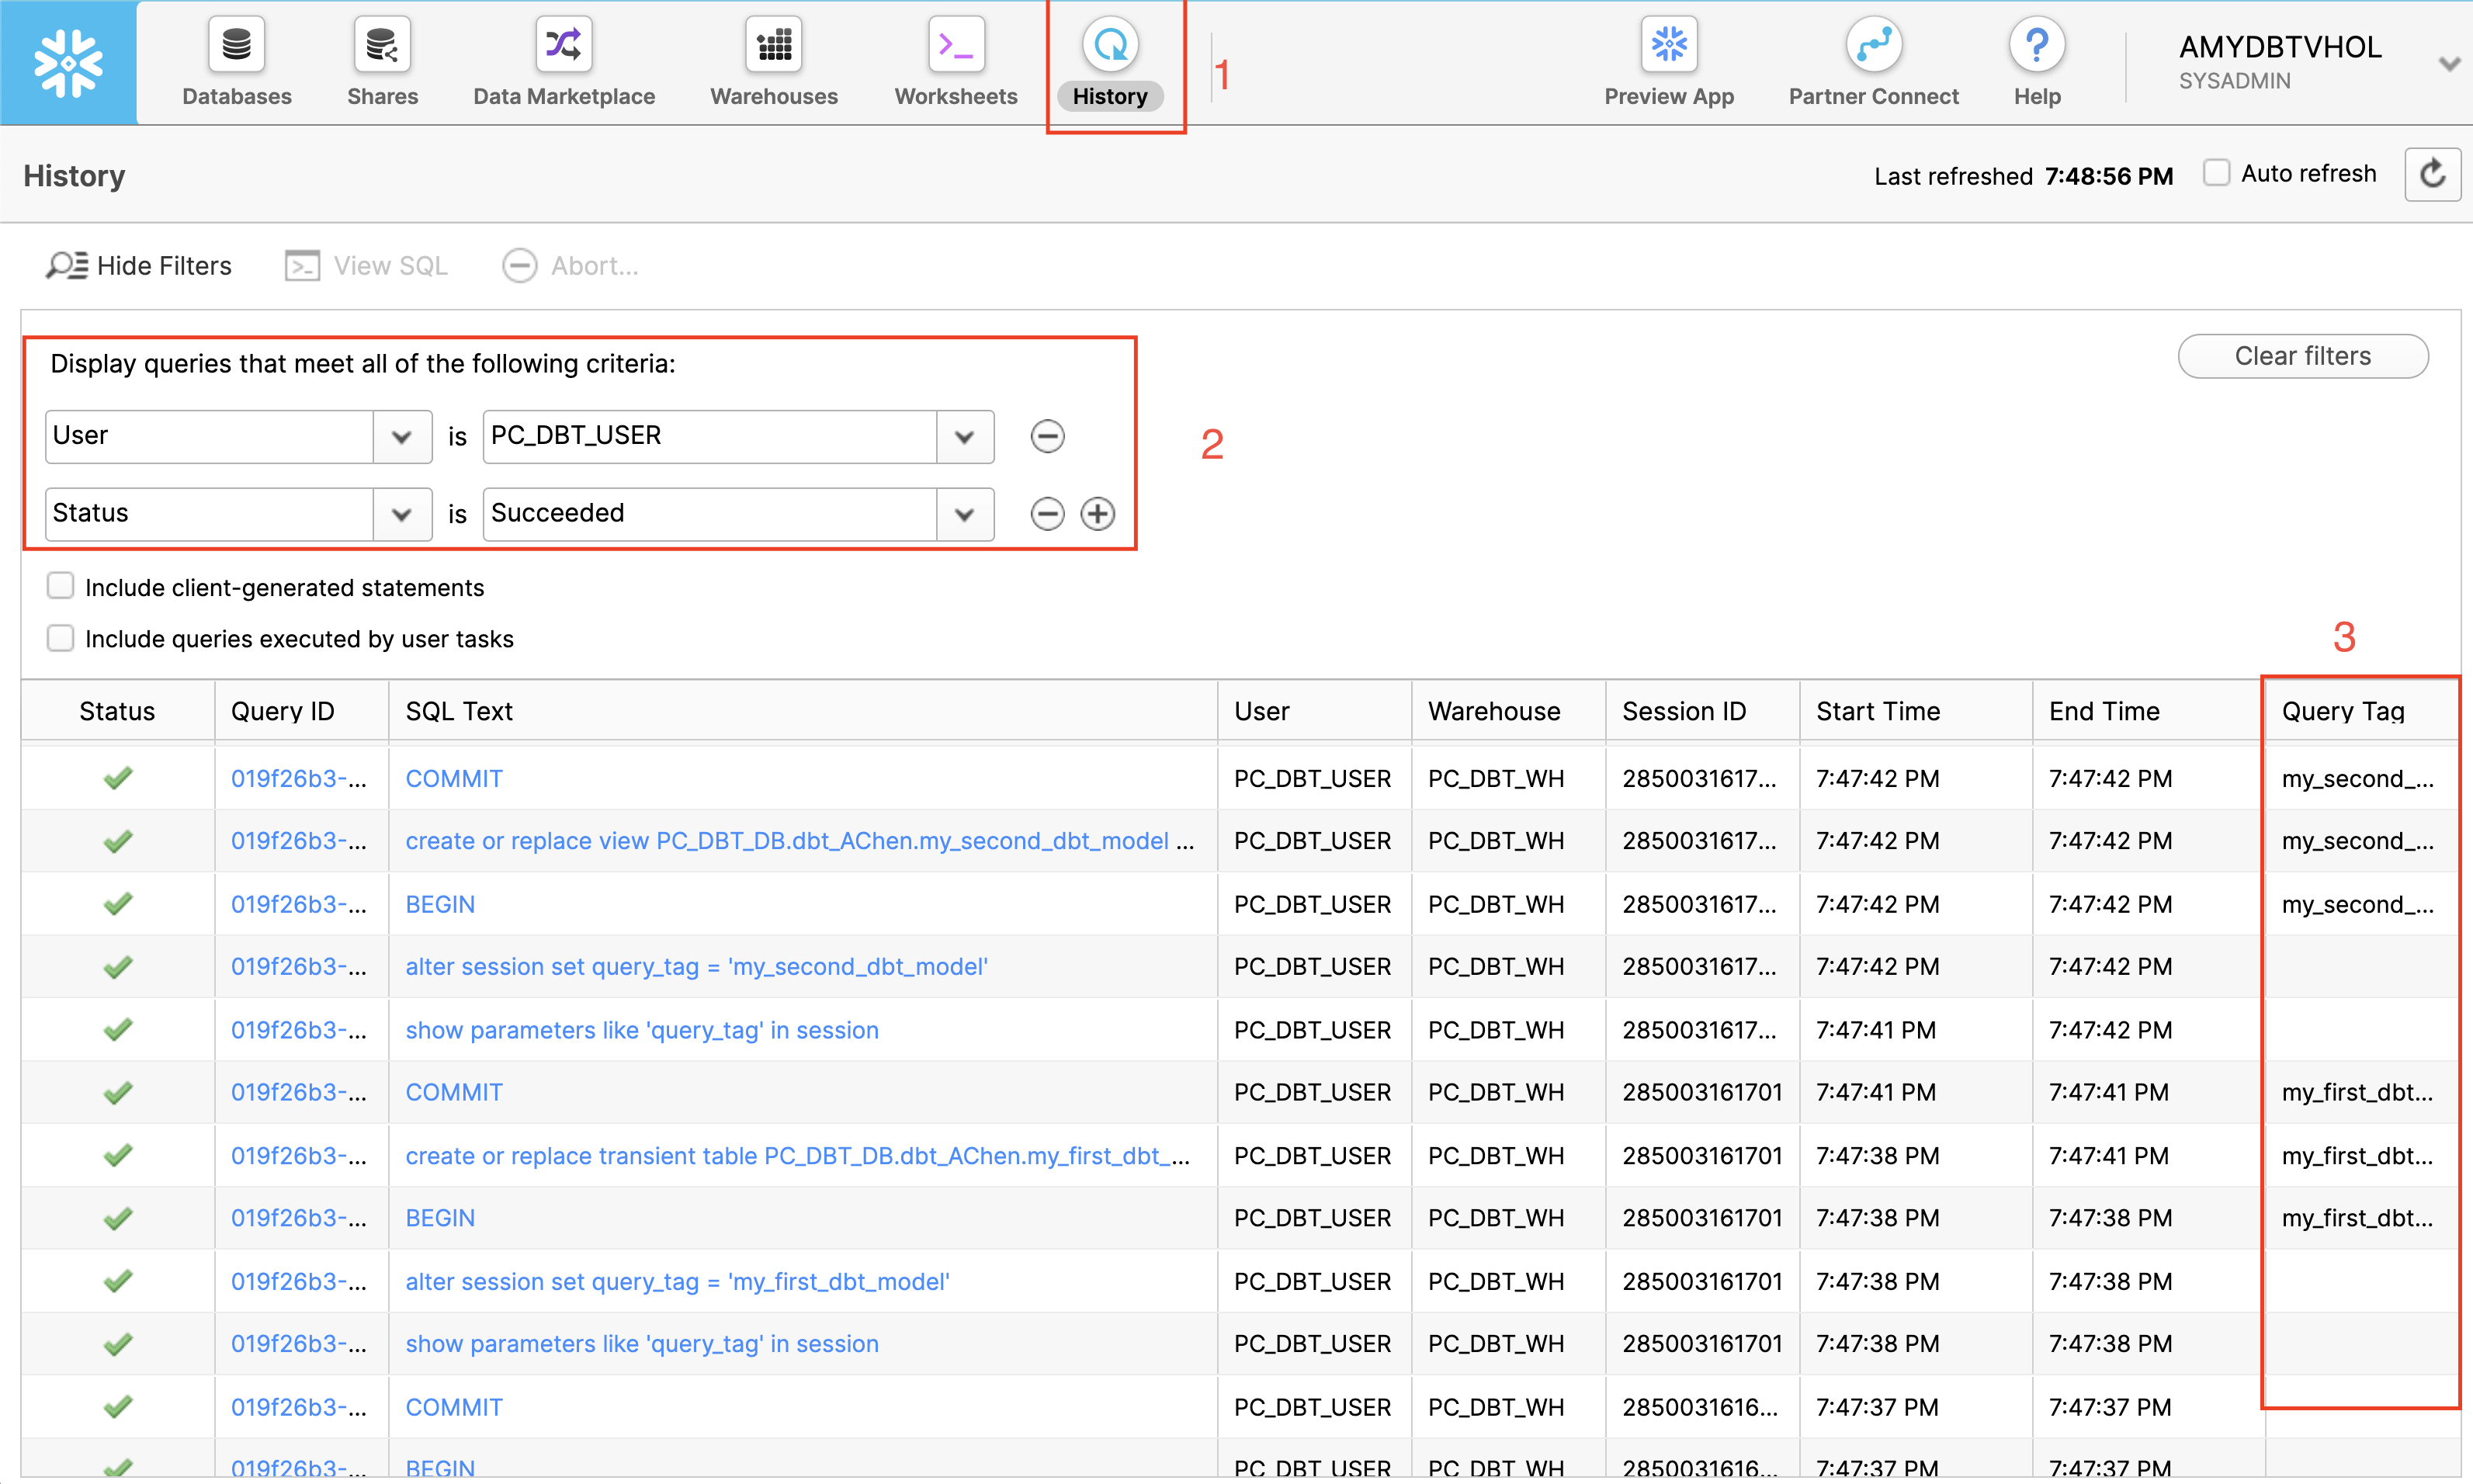 Databases Shares Data Marketplace Warehouses Worksheets History 1 Preview App Partner Connect Help AMYDBTVHOL
SYSADMIN
History Last refreshed 7:48:56 PM Auto refresh
Hide Filters View SQL Abort...
Display queries that meet all of the following criteria: Clear filters
User is PC_DBT_USER 2
Status is Succeeded
Include client-generated statements
Include queries executed by user tasks
3
Status Query ID SQL Text User Warehouse Session ID Start Time End Time Query Tag
019f26b3-... COMMIT PC_DBT_USER PC_DBT_WH 2850031617... 7:47:42 PM 7:47:42 PM my_second_...
019f26b3-... create or replace view PC_DBT_DB.dbt_AChen.my_second_dbt_model ... PC_DBT_USER PC_DBT_WH 2850031617... 7:47:42 PM 7:47:42 PM my_second_...
019f26b3-... BEGIN PC_DBT_USER PC_DBT_WH 2850031617... 7:47:42 PM 7:47:42 PM my_second_...
019f26b3-... alter session set query_tag = 'my_second_dbt_model' PC_DBT_USER PC_DBT_WH 2850031617... 7:47:42 PM 7:47:42 PM
019f26b3-... show parameters like 'query_tag' in session PC_DBT_USER PC_DBT_WH 2850031617... 7:47:41 PM 7:47:42 PM
019f26b3-... COMMIT PC_DBT_USER PC_DBT_WH 285003161701 7:47:41 PM 7:47:41 PM my_first_dbt...
019f26b3-... create or replace transient table PC_DBT_DB.dbt_AChen.my_first_dbt_... PC_DBT_USER PC_DBT_WH 285003161701 7:47:38 PM 7:47:41 PM my_first_dbt...
019f26b3-... BEGIN PC_DBT_USER PC_DBT_WH 285003161701 7:47:38 PM 7:47:38 PM my_first_dbt...
019f26b3-... alter session set query_tag = 'my_first_dbt_model' PC_DBT_USER PC_DBT_WH 285003161701 7:47:38 PM 7:47:38 PM
019f26b3-... show parameters like 'query_tag' in session PC_DBT_USER PC_DBT_WH 285003161701 7:47:38 PM 7:47:38 PM
019f26b3-... COMMIT PC_DBT_USER PC_DBT_WH 2850031616... 7:47:37 PM 7:47:37 PM
019f26b3-... BEGIN PC_DBT_USER PC_DBT_WH 2850031616... 7:47:37 PM 7:47:37 PM